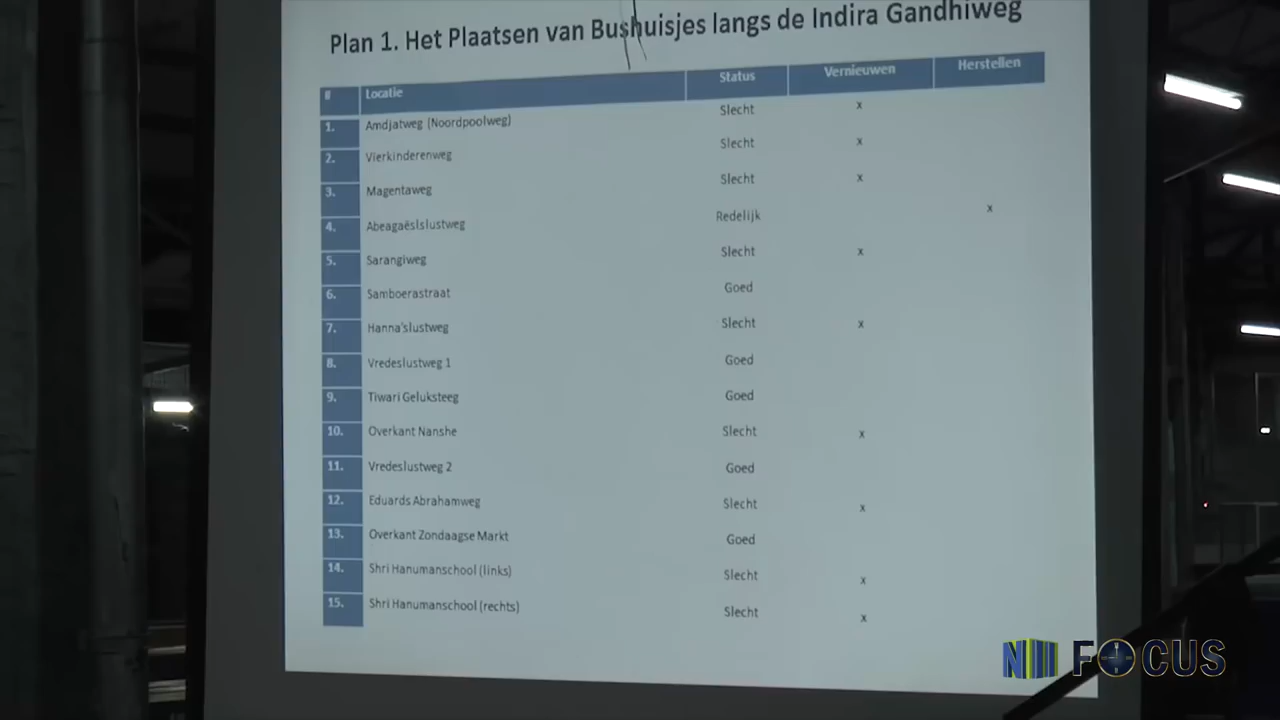 Plan 1. Het Plaatsen van Bushuisjes langs de Indira Gandhiweg
# Locatie Status Vernieuwen Herstellen
1. Amdjatweg (Noordpoolweg) Slecht x
2. Vierkinderenweg Slecht x
3. Magentaweg Slecht x
4. Abeagaëslslustweg Redelijk x
5. Sarangiweg Slecht x
6. Samboerastraat Goed
7. Hanna'slustweg Slecht x
8. Vredeslustweg 1 Goed
9. Tiwari Geluksteeg Goed
10. Overkant Nanshe Slecht x
11. Vredeslustweg 2 Goed
12. Eduards Abrahamweg Slecht x
13. Overkant Zondaagse Markt Goed
14. Shri Hanumanschool (links) Slecht x
15. Shri Hanumanschool (rechts) Slecht x
FOCUS